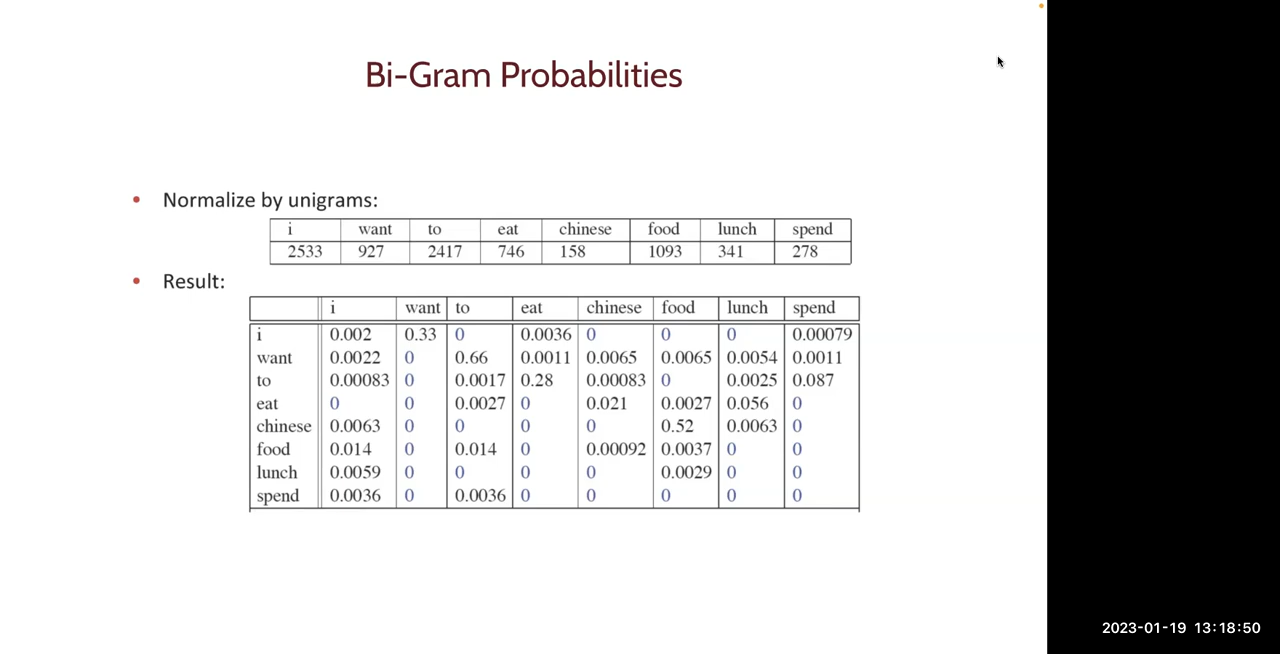 Bi-Gram Probabilities
• Normalize by unigrams:
i want to eat chinese food lunch spend
2533 927 2417 746 158 1093 341 278
• Result:
i want to eat chinese food lunch spend
i 0.002 0.33 0 0.0036 0 0 0 0.00079
want 0.0022 0 0.66 0.0011 0.0065 0.0065 0.0054 0.0011
to 0.00083 0 0.0017 0.28 0.00083 0 0.0025 0.087
eat 0 0 0.0027 0 0.021 0.0027 0.056 0
chinese 0.0063 0 0 0 0 0.52 0.0063 0
food 0.014 0 0.014 0 0.00092 0.0037 0 0
lunch 0.0059 0 0 0 0 0.0029 0 0
spend 0.0036 0 0.0036 0 0 0 0 0
2023-01-19 13:18:50